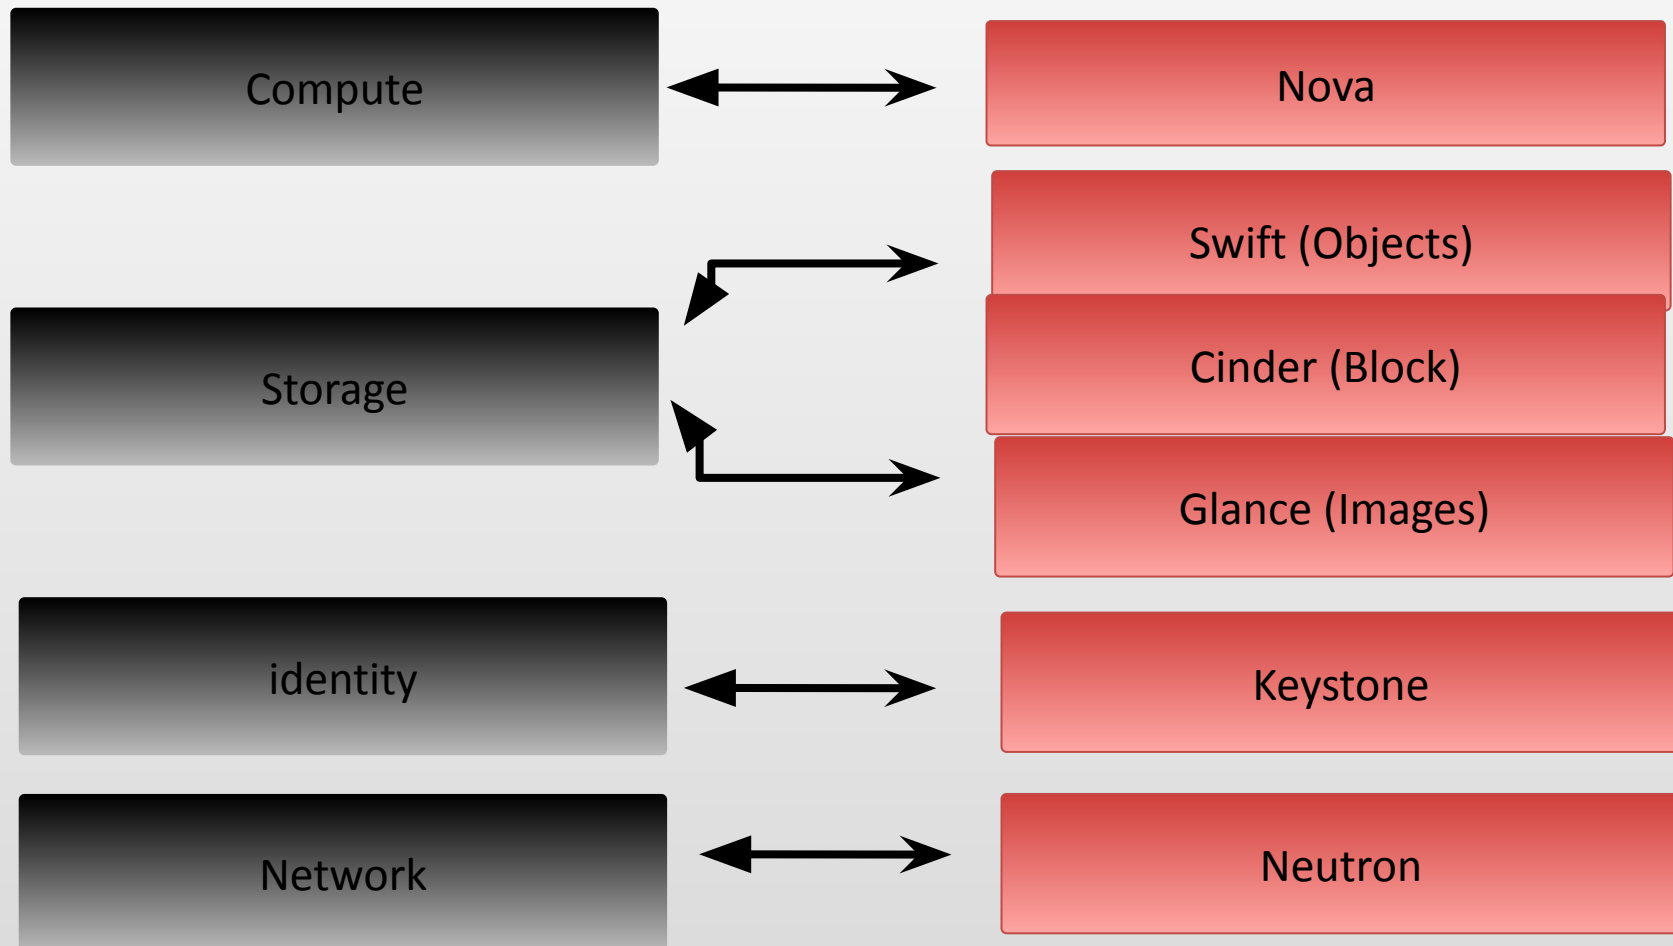 Compute
Nova
Swift (Objects)
Storage
Cinder (Block)
Glance (Images)
identity
Keystone
Network
Neutron